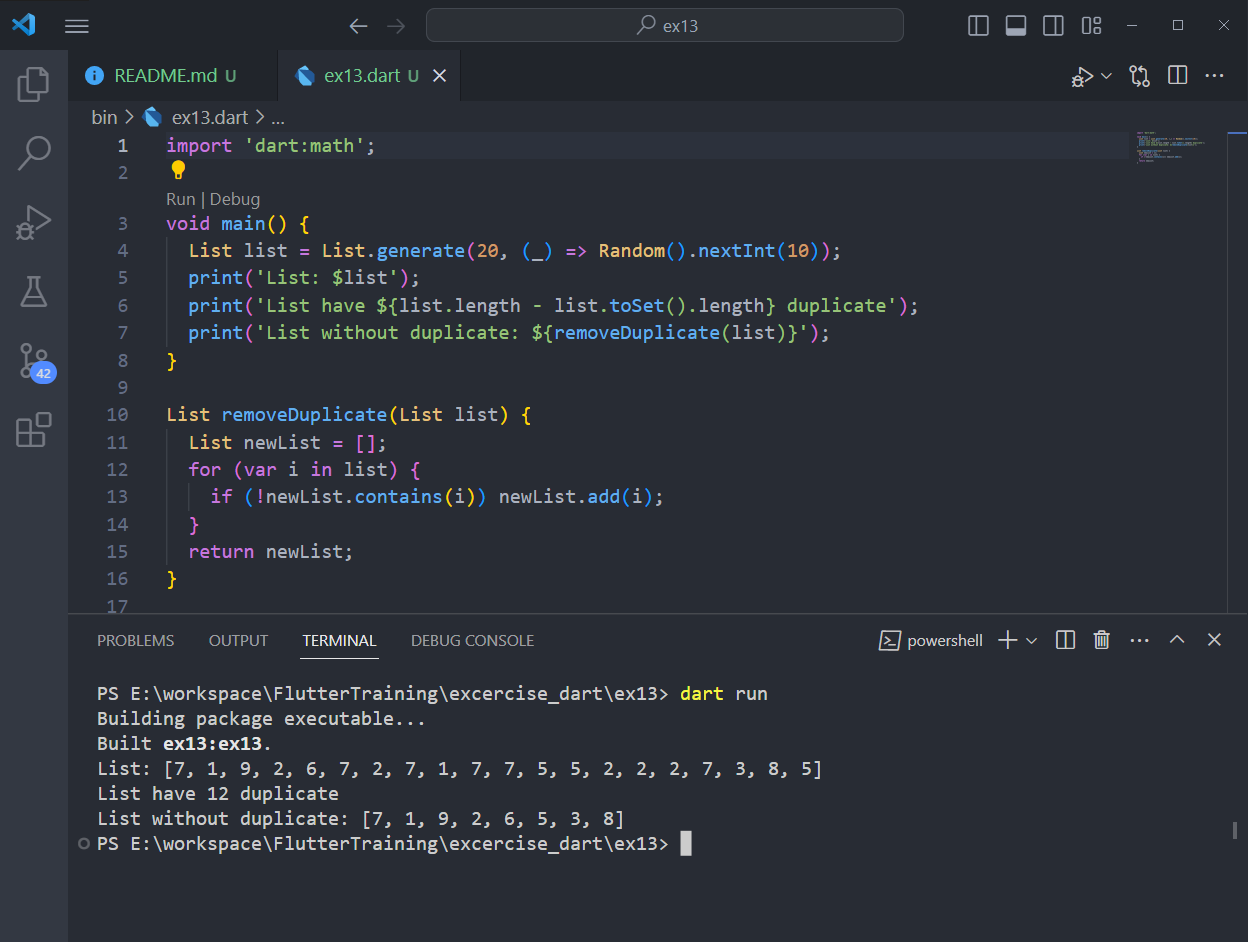 ex13
README.md U
ex13.dart U
bin > ex13.dart > ...
1 import 'dart:math';
2
Run | Debug
3 void main() {
4   List list = List.generate(20, (_) => Random().nextInt(10));
5   print('List: $list');
6   print('List have ${list.length - list.toSet().length} duplicate');
7   print('List without duplicate: ${removeDuplicate(list)}');
8 }
9
10 List removeDuplicate(List list) {
11   List newList = [];
12   for (var i in list) {
13     if (!newList.contains(i)) newList.add(i);
14   }
15   return newList;
16 }
17
42
PROBLEMS OUTPUT TERMINAL DEBUG CONSOLE powershell
PS E:\workspace\FlutterTraining\excercise_dart\ex13> dart run
Building package executable...
Built ex13:ex13.
List: [7, 1, 9, 2, 6, 7, 2, 7, 1, 7, 7, 5, 5, 2, 2, 2, 7, 3, 8, 5]
List have 12 duplicate
List without duplicate: [7, 1, 9, 2, 6, 5, 3, 8]
PS E:\workspace\FlutterTraining\excercise_dart\ex13>